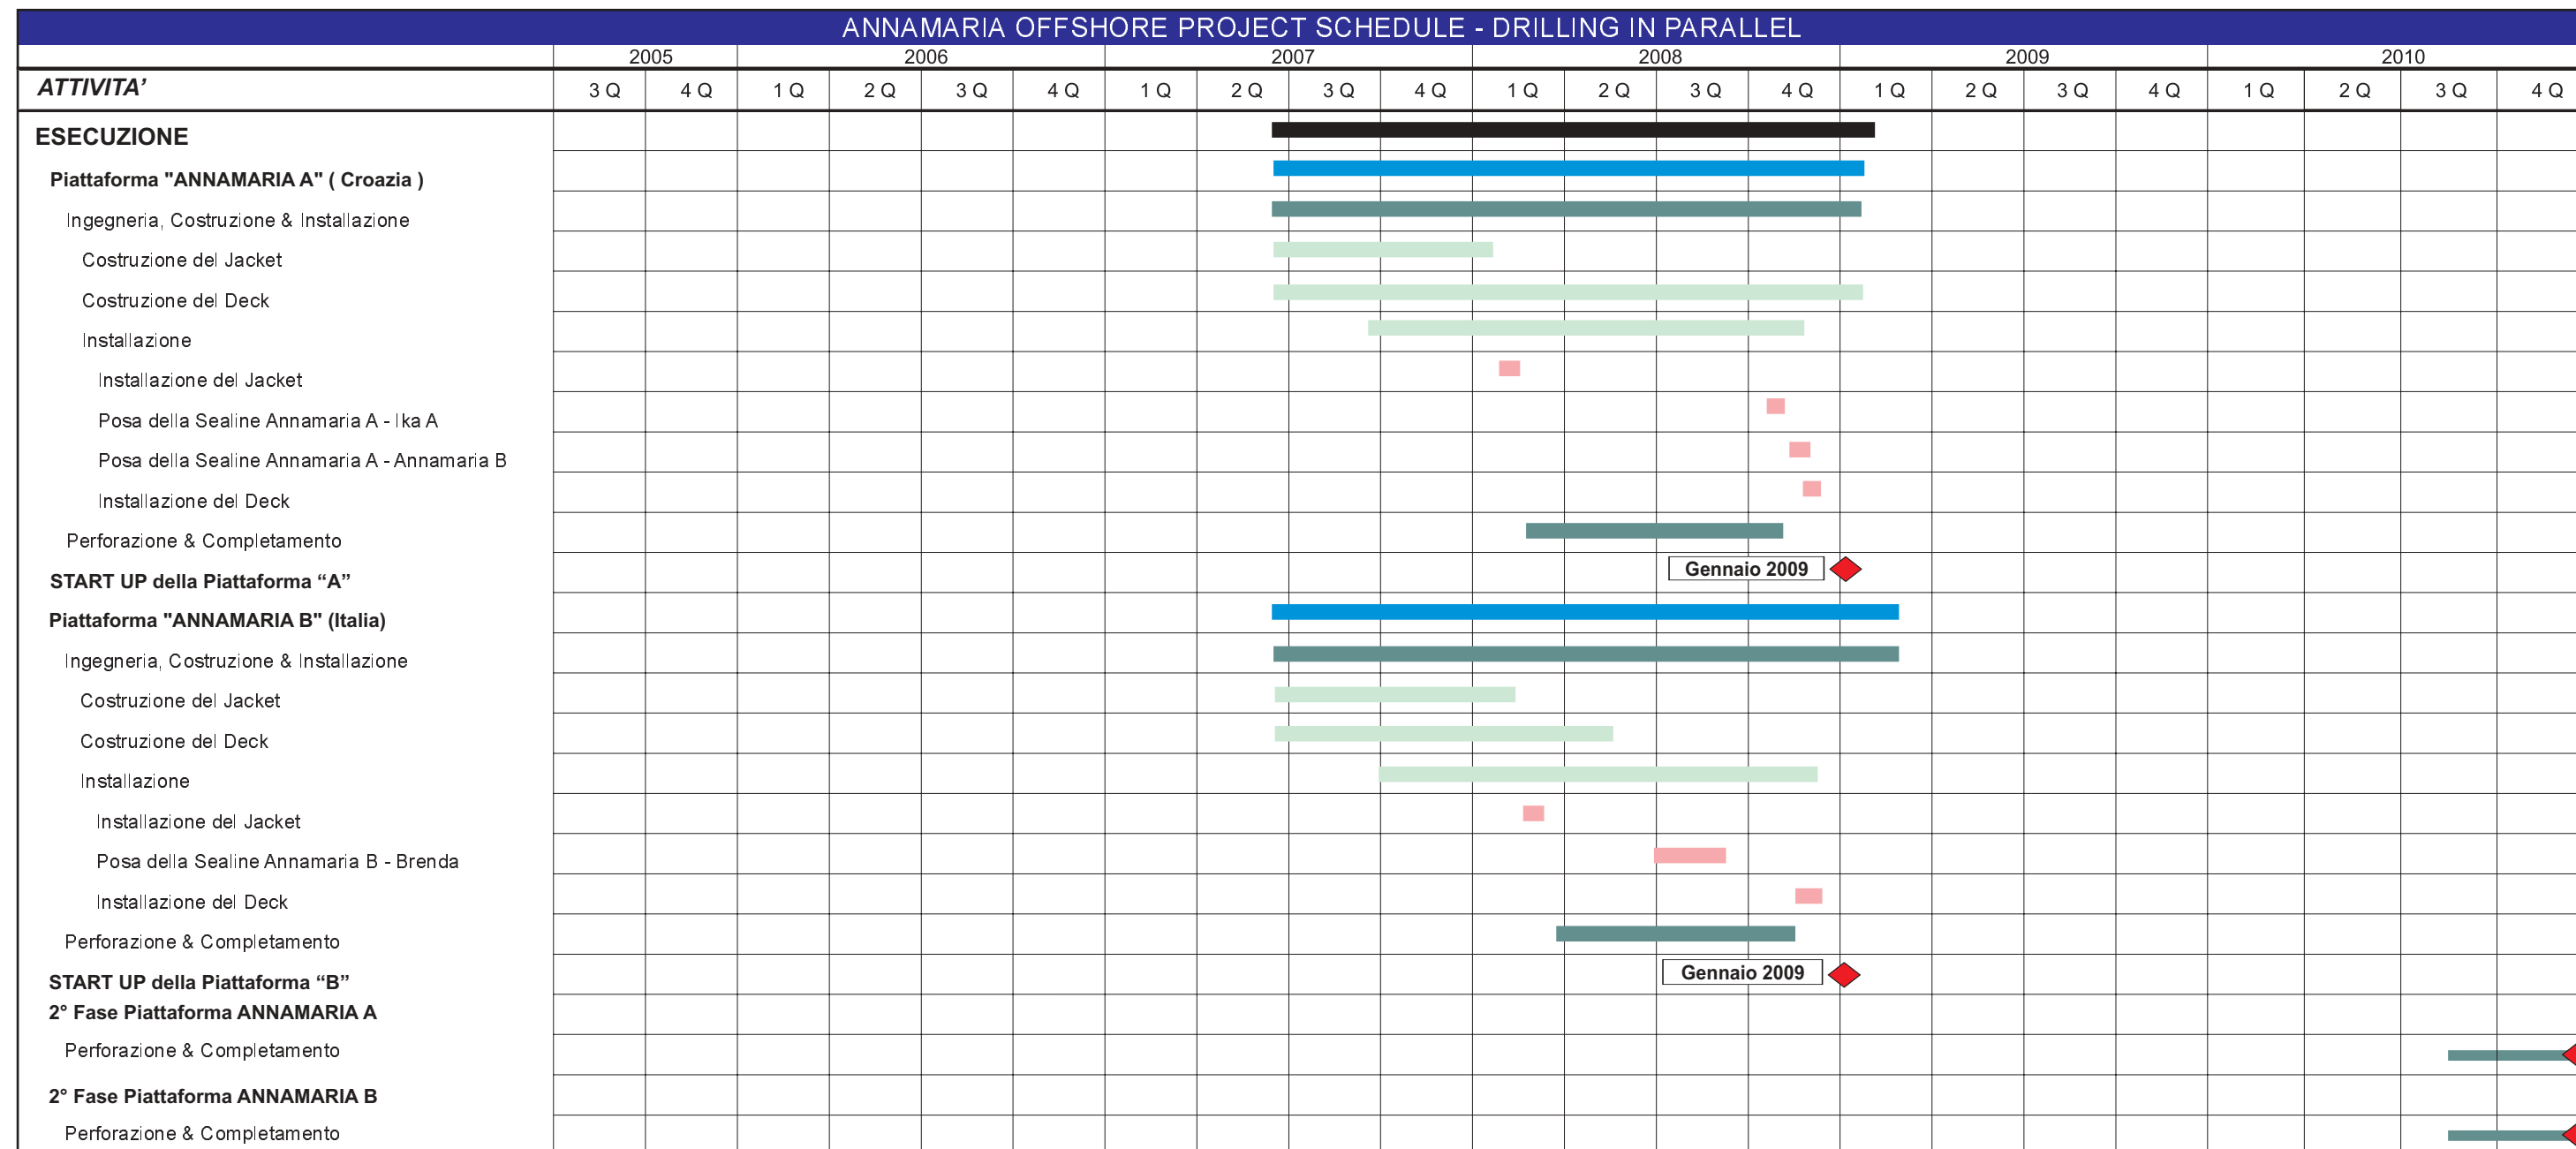 ANNAMARIA OFFSHORE PROJECT SCHEDULE - DRILLING IN PARALLEL
2005 2006 2007 2008 2009 2010
ATTIVITA’ 3 Q 4 Q 1 Q 2 Q 3 Q 4 Q 1 Q 2 Q 3 Q 4 Q 1 Q 2 Q 3 Q 4 Q 1 Q 2 Q 3 Q 4 Q 1 Q 2 Q 3 Q 4 Q
ESECUZIONE
Piattaforma "ANNAMARIA A" ( Croazia )
Ingegneria, Costruzione & Installazione
Costruzione del Jacket
Costruzione del Deck
Installazione
Installazione del Jacket
Posa della Sealine Annamaria A - Ika A
Posa della Sealine Annamaria A - Annamaria B
Installazione del Deck
Perforazione & Completamento
START UP della Piattaforma “A” Gennaio 2009
Piattaforma "ANNAMARIA B" (Italia)
Ingegneria, Costruzione & Installazione
Costruzione del Jacket
Costruzione del Deck
Installazione
Installazione del Jacket
Posa della Sealine Annamaria B - Brenda
Installazione del Deck
Perforazione & Completamento
START UP della Piattaforma “B” Gennaio 2009
2° Fase Piattaforma ANNAMARIA A
Perforazione & Completamento
2° Fase Piattaforma ANNAMARIA B
Perforazione & Completamento